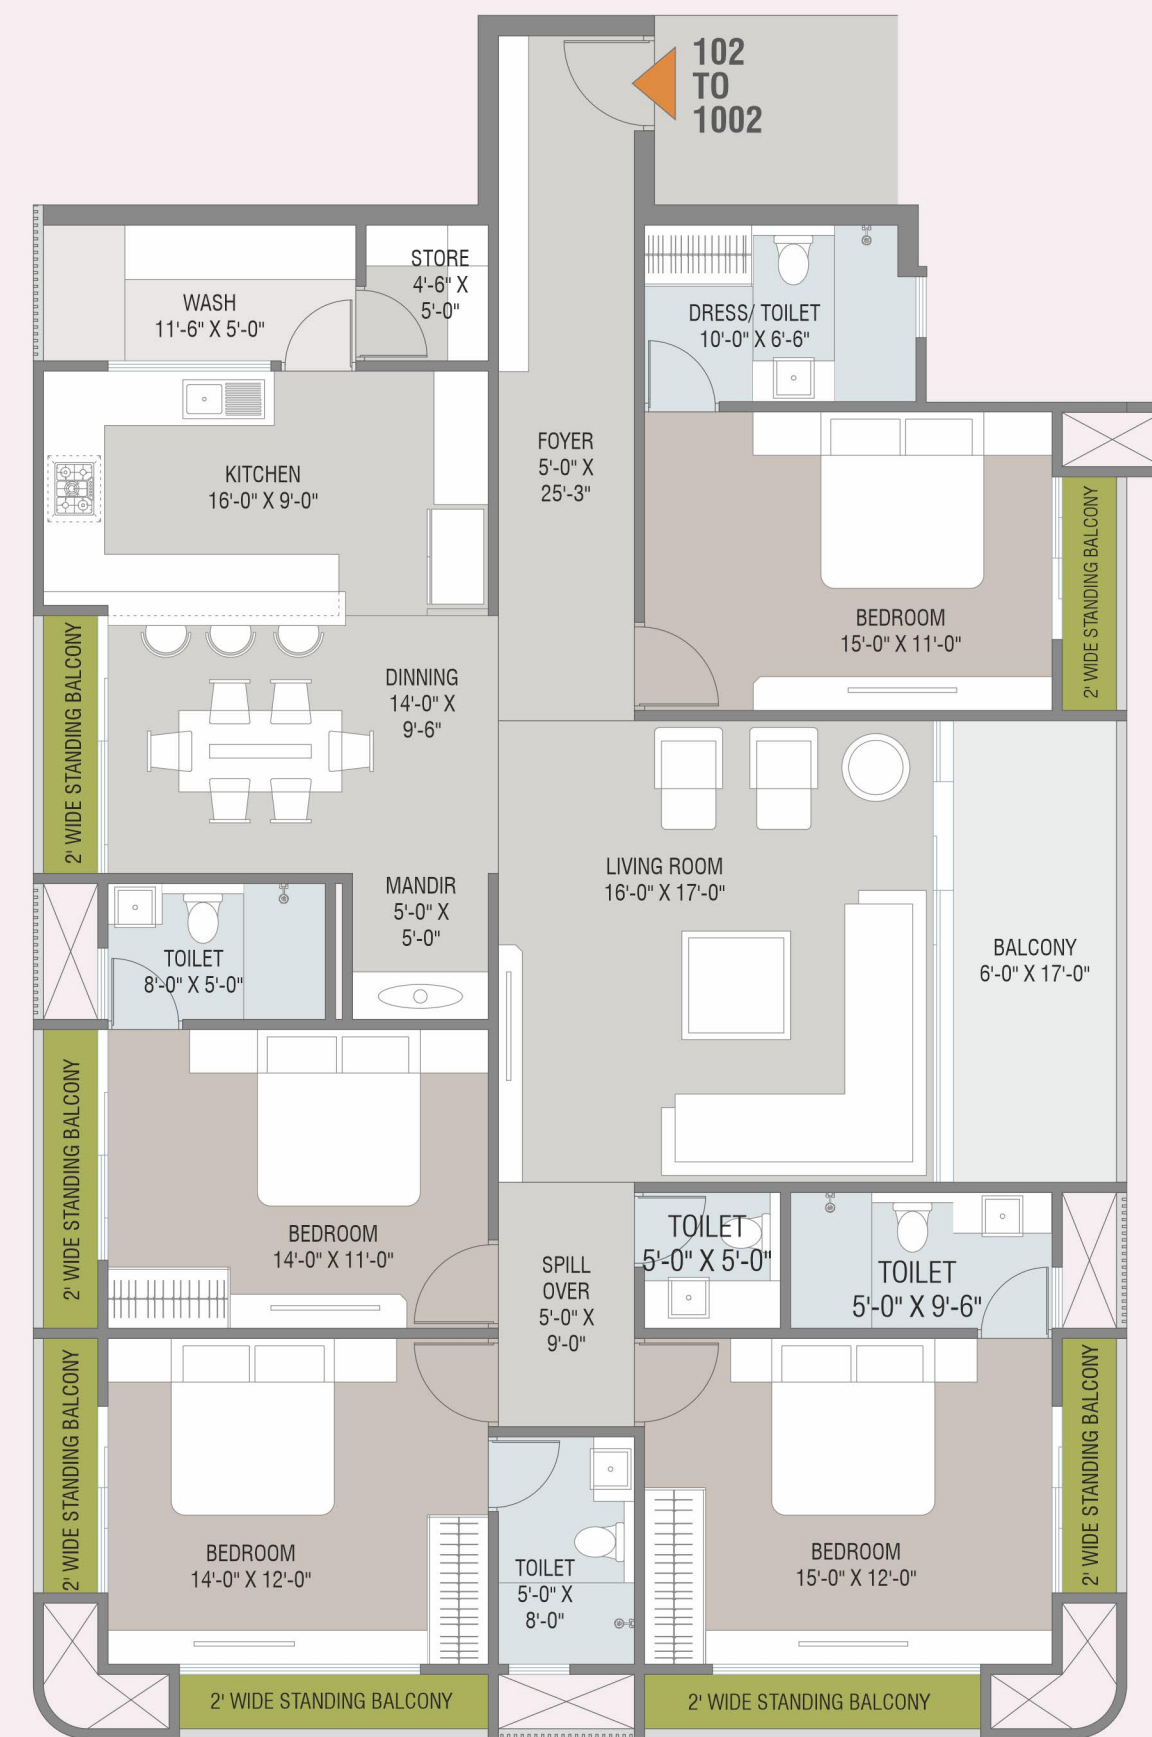 102
TO
1002
STORE
4'-6" X
5'-0"
WASH
11'-6" X 5'-0"
DRESS/ TOILET
10'-0" X 6'-6"
FOYER
5'-0" X
25'-3"
KITCHEN
16'-0" X 9'-0"
2' WIDE STANDING BALCONY
BEDROOM
15'-0" X 11'-0"
2' WIDE STANDING BALCONY
DINNING
14'-0" X
9'-6"
LIVING ROOM
16'-0" X 17'-0"
MANDIR
5'-0" X
5'-0"
BALCONY
6'-0" X 17'-0"
TOILET
8'-0" X 5'-0"
2' WIDE STANDING BALCONY
BEDROOM
14'-0" X 11'-0"
SPILL
OVER
5'-0" X
9'-0"
TOILET
5'-0" X 5'-0"
TOILET
5'-0" X 9'-6"
2' WIDE STANDING BALCONY
BEDROOM
14'-0" X 12'-0"
TOILET
5'-0" X
8'-0"
BEDROOM
15'-0" X 12'-0"
2' WIDE STANDING BALCONY
2' WIDE STANDING BALCONY
2' WIDE STANDING BALCONY